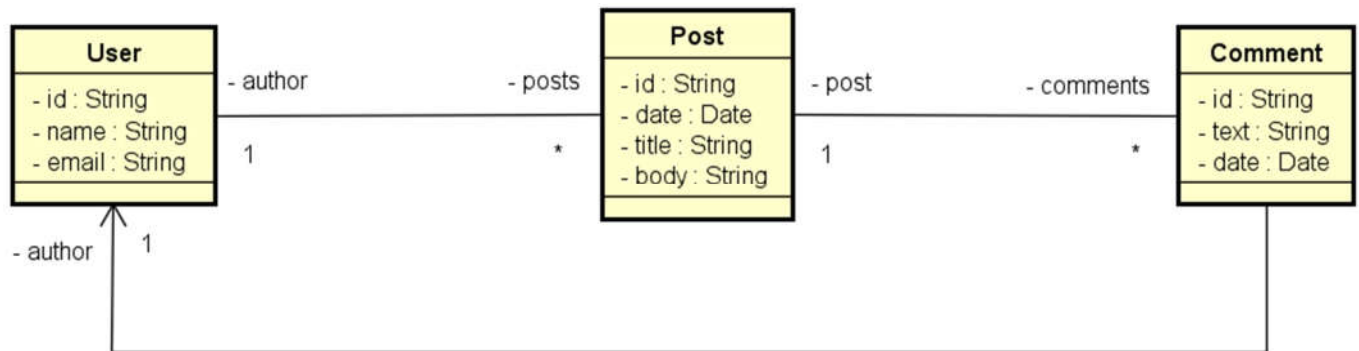 User
- id : String
- name : String
- email : String
- author
1
- posts
*
Post
- id : String
- date : Date
- title : String
- body : String
- post
1
- comments
*
Comment
- id : String
- text : String
- date : Date
- author
1